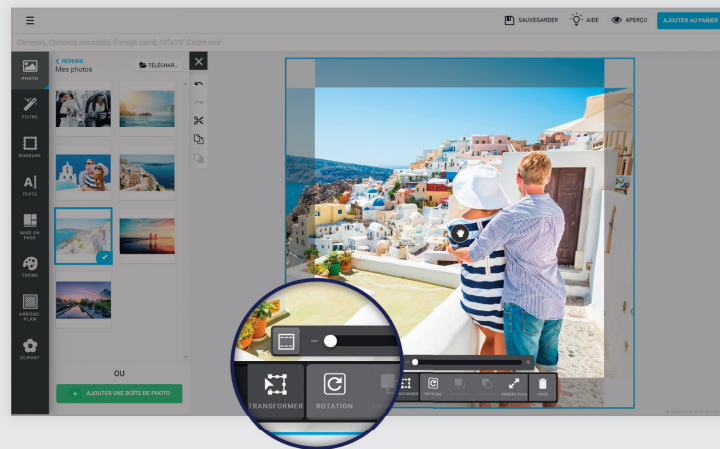 SAUVEGARDER
AIDE
APERÇU
AJOUTER AU PANIER
Canevas, Canevas encadrés, Format carré, 10"x10" Cadre noir
PHOTO
FILTRE
BORDURE
A|
TEXTE
MISE EN
PAGE
THÈME
ARRIÈRE-
PLAN
CLIPART
REVENIR
Mes photos
TÉLÉCHAR...
OU
+ AJOUTER UNE BOÎTE DE PHOTO
TRANSFORMER
ROTATION
ROTATION
ARRIÈRE-PLAN
VIDER